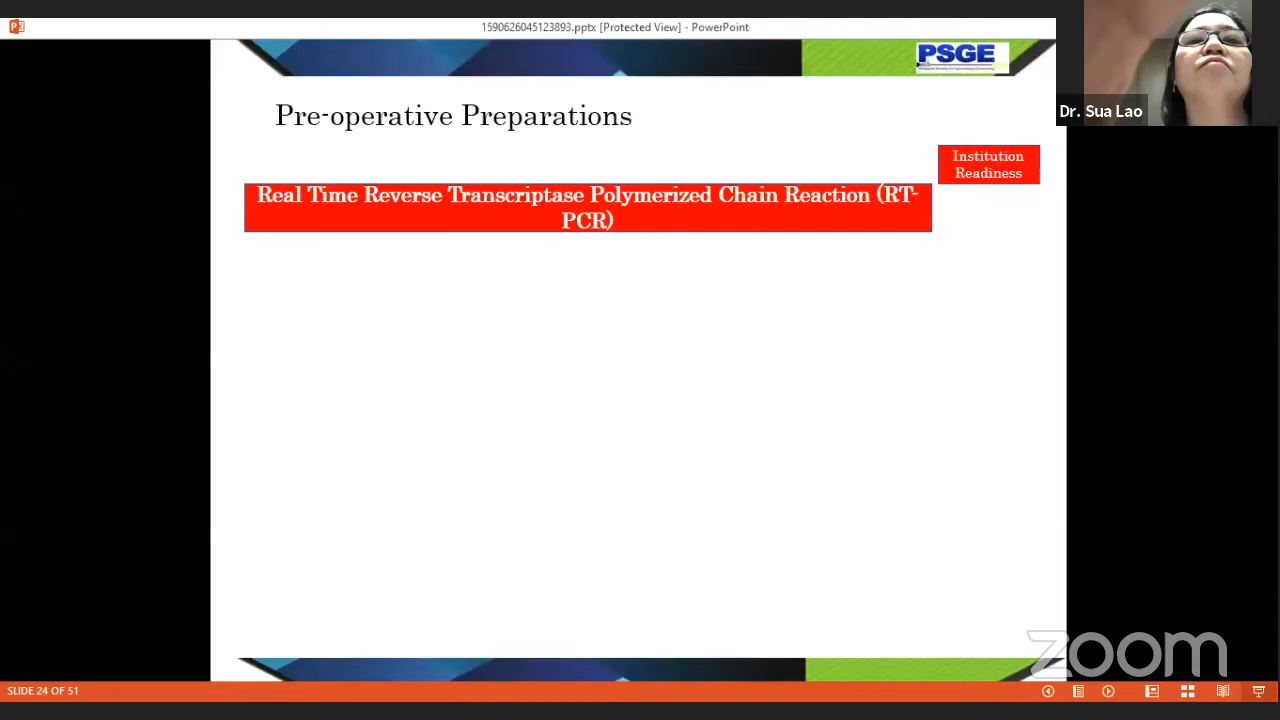 1590626045123893.pptx [Protected View] - PowerPoint
PSGE
Dr. Sua Lao
Pre-operative Preparations
Institution
Readiness
Real Time Reverse Transcriptase Polymerized Chain Reaction (RT-
PCR)
zoom
SLIDE 24 OF 51